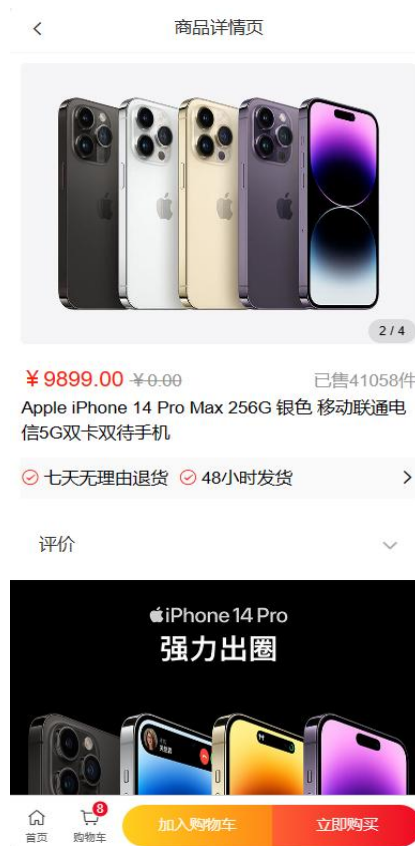 商品详情页
2 / 4
¥9899.00 ¥0.00 已售41058件
Apple iPhone 14 Pro Max 256G 银色 移动联通电
信5G双卡双待手机
七天无理由退货 48小时发货
评价
iPhone 14 Pro
强力出圈
8
加入购物车 立即购买
首页 购物车